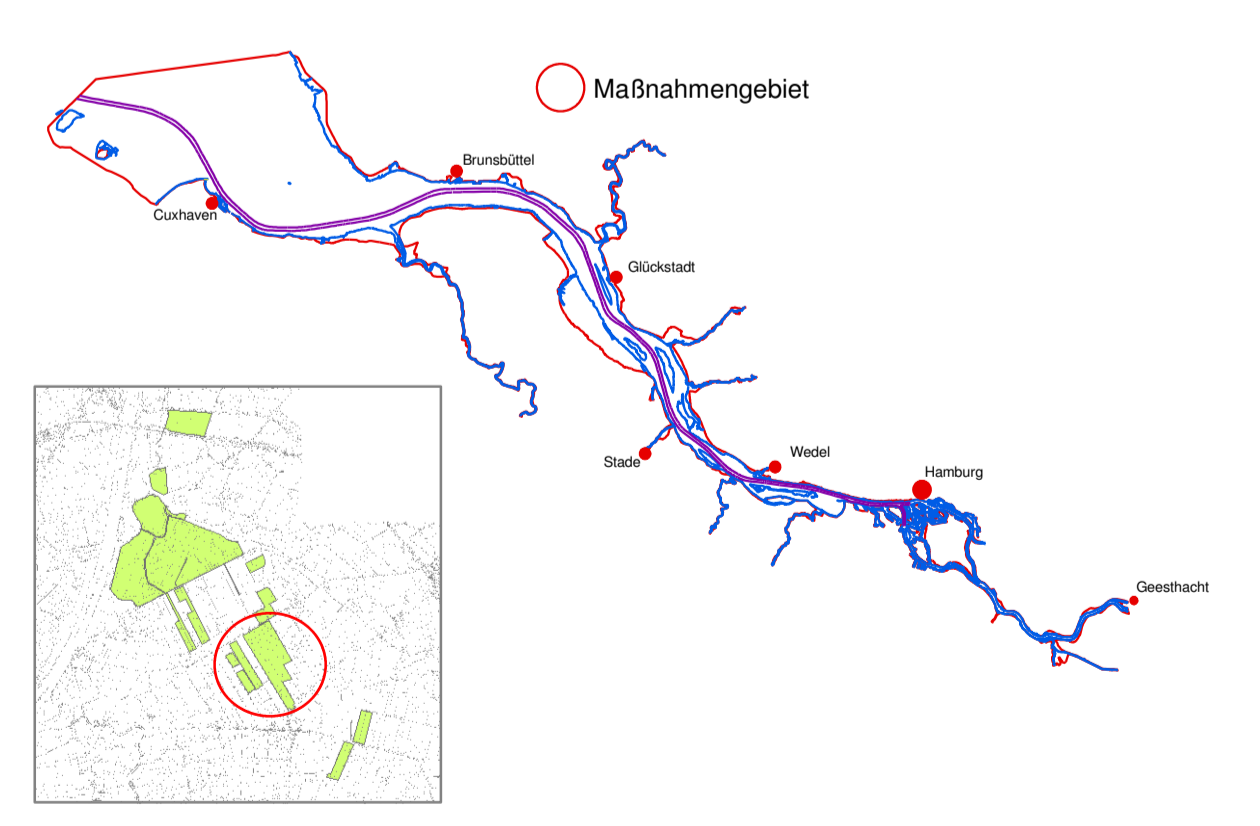 Maßnahmengebiet
Brunsbüttel
Cuxhaven
Glückstadt
Wedel
Stade
Hamburg
Geesthacht